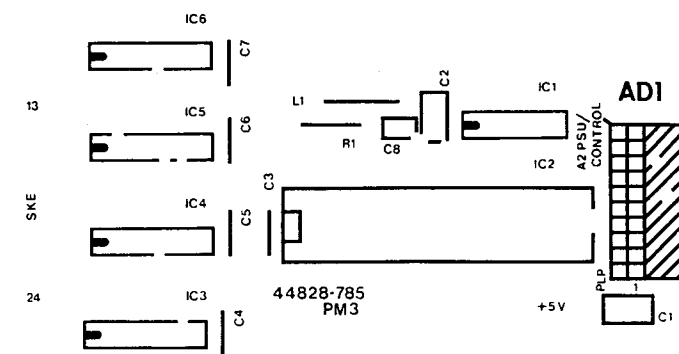 IC6
C7
13
IC5
C6
L1
R1
C8
C2
IC1
AD1
A2 PSU/
CONTROL
IC2
SKE
IC4
C5
C3
24
IC3
C4
44828-785
PM3
+5V
PLP
1
C1